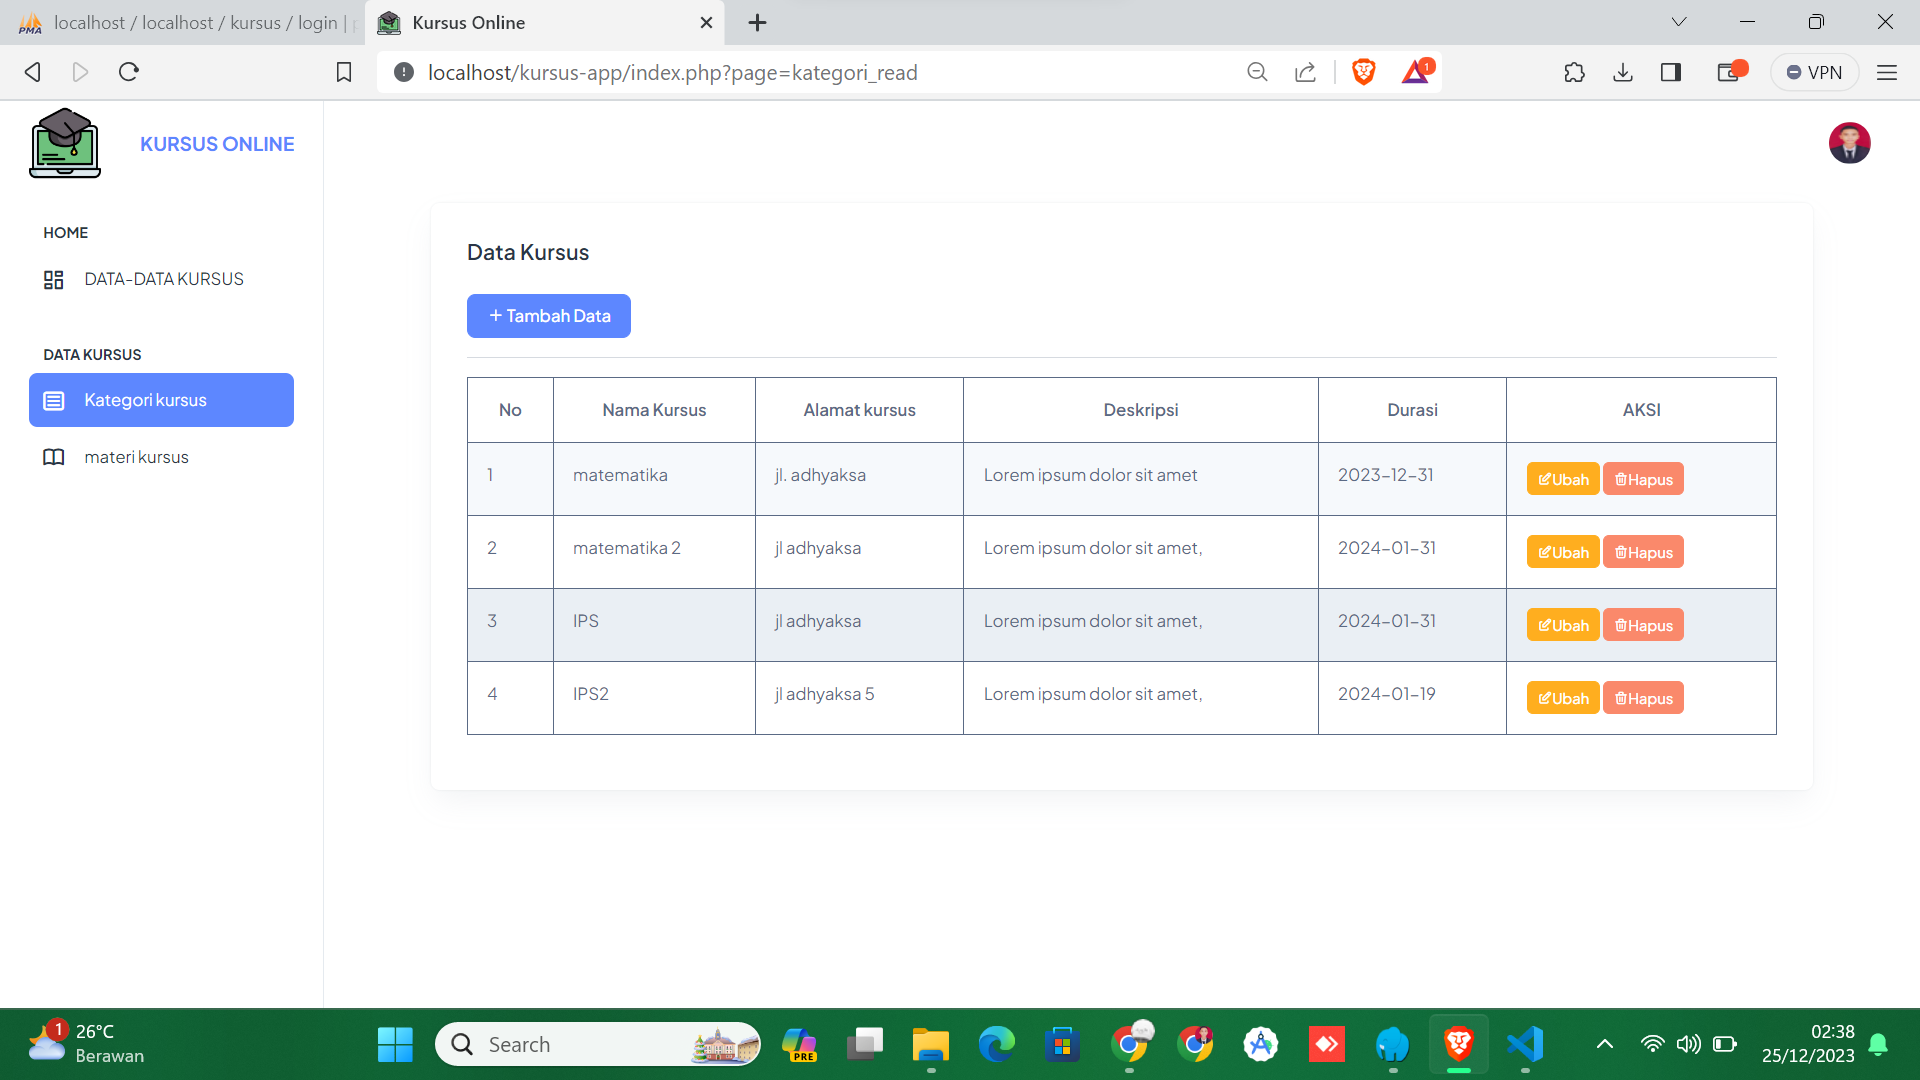 localhost / localhost / kursus / login |
Kursus Online
localhost/kursus-app/index.php?page=kategori_read
1
VPN
KURSUS ONLINE
HOME
DATA-DATA KURSUS
DATA KURSUS
Kategori kursus
materi kursus
Data Kursus
+ Tambah Data
No Nama Kursus Alamat kursus Deskripsi Durasi AKSI
1 matematika jl. adhyaksa Lorem ipsum dolor sit amet 2023-12-31 Ubah Hapus
2 matematika 2 jl adhyaksa Lorem ipsum dolor sit amet, 2024-01-31 Ubah Hapus
3 IPS jl adhyaksa Lorem ipsum dolor sit amet, 2024-01-31 Ubah Hapus
4 IPS2 jl adhyaksa 5 Lorem ipsum dolor sit amet, 2024-01-19 Ubah Hapus
1
26°C
Berawan
Search
PRE
02:38
25/12/2023